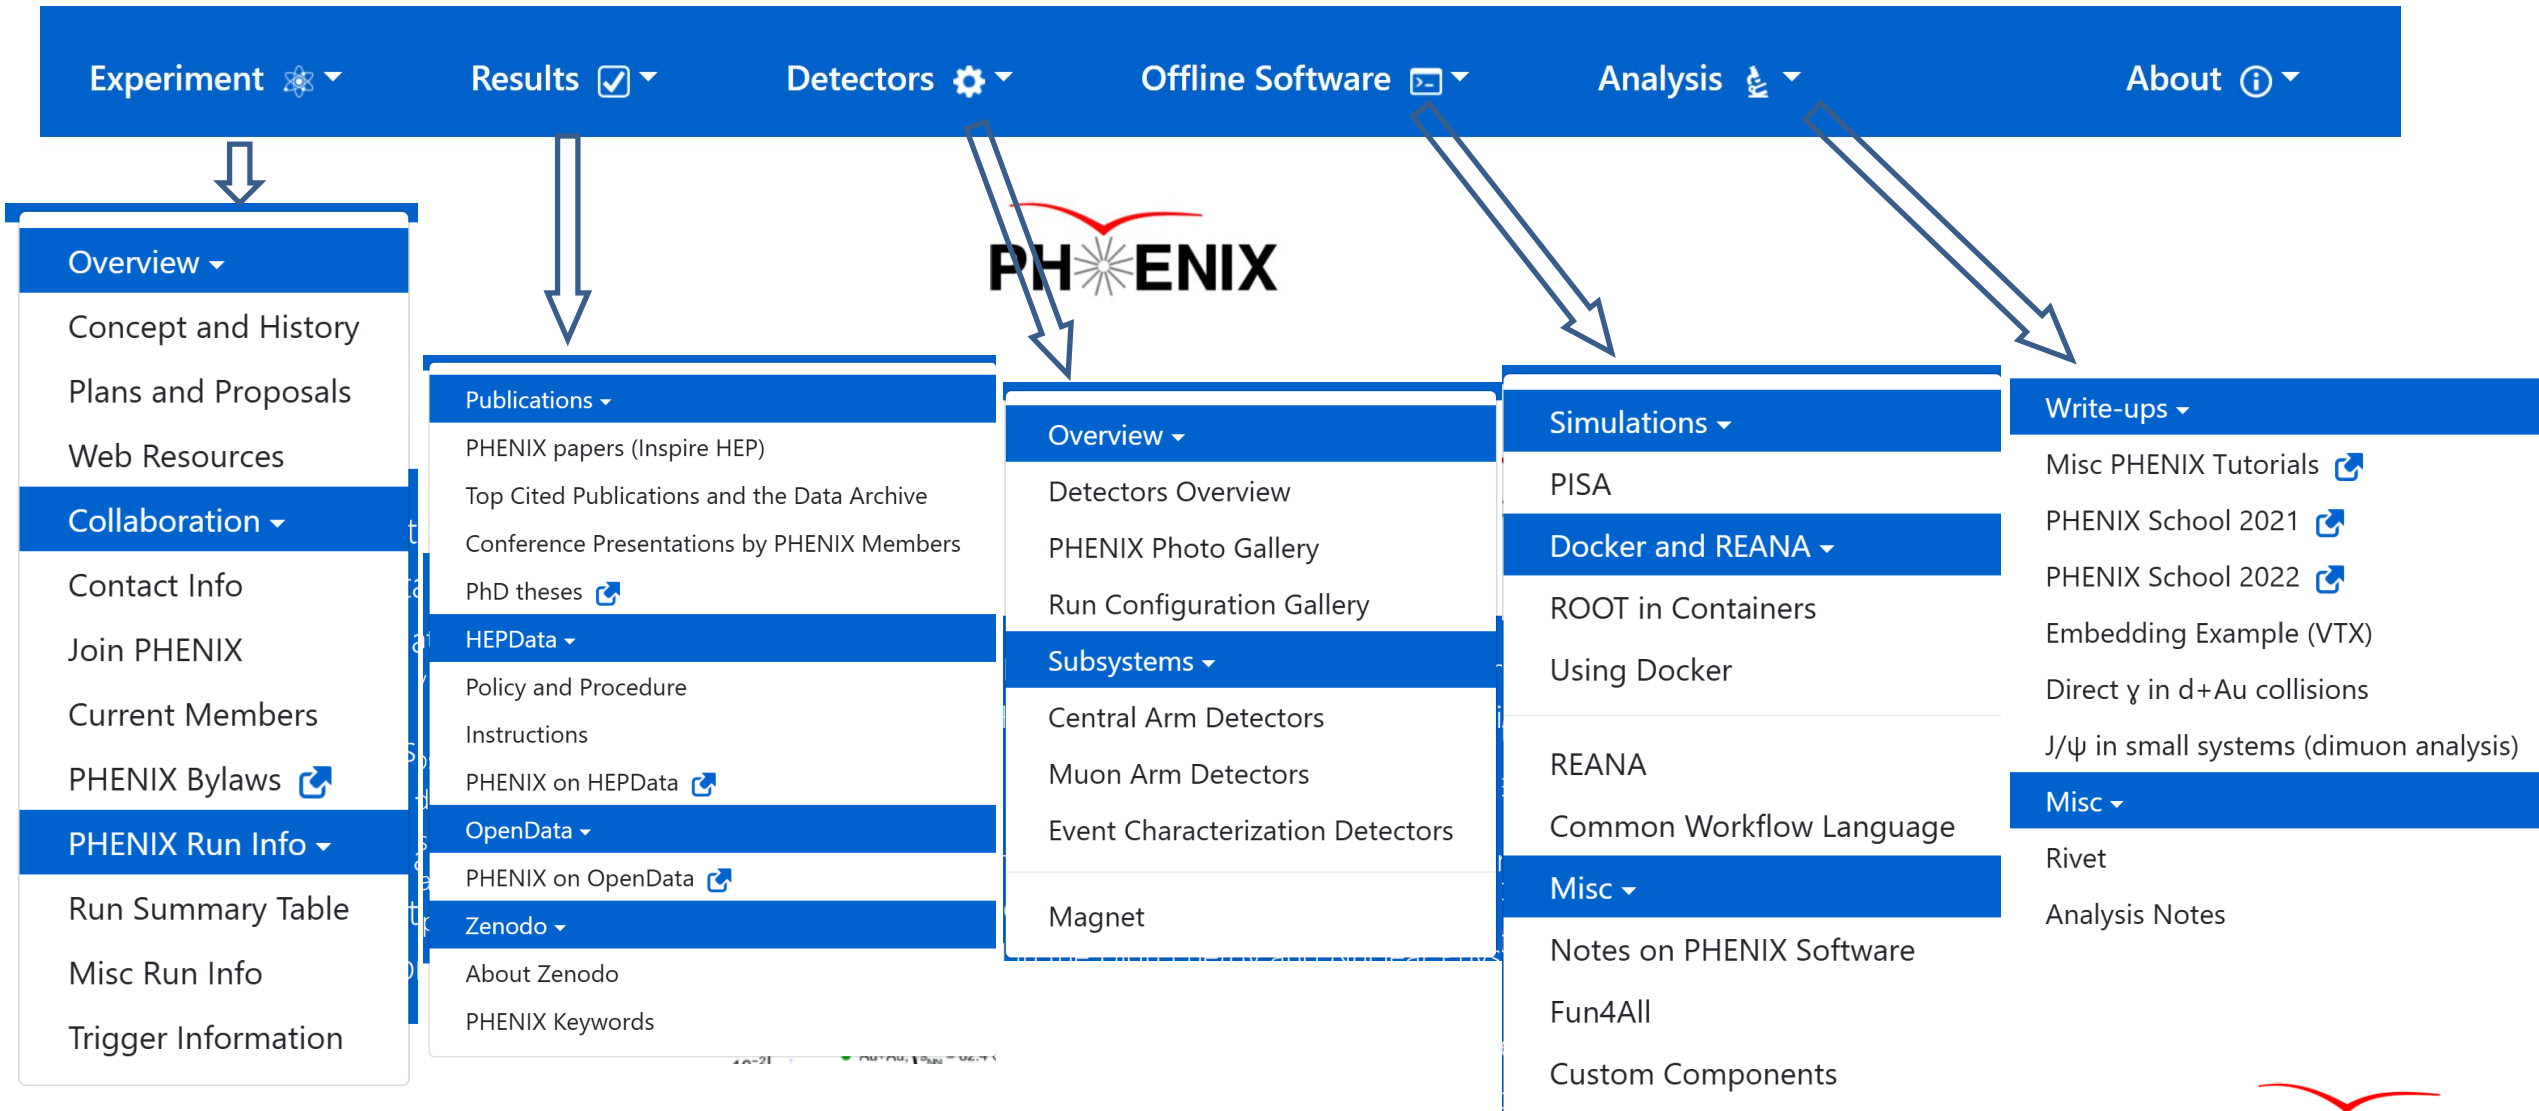 Experiment
Results
Detectors
Offline Software
Analysis
About
PHENIX
Overview
Concept and History
Plans and Proposals
Web Resources
Collaboration
Contact Info
Join PHENIX
Current Members
PHENIX Bylaws
PHENIX Run Info
Run Summary Table
Misc Run Info
Trigger Information
Publications
PHENIX papers (Inspire HEP)
Top Cited Publications and the Data Archive
Conference Presentations by PHENIX Members
PhD theses
HEPData
Policy and Procedure
Instructions
PHENIX on HEPData
OpenData
PHENIX on OpenData
Zenodo
About Zenodo
PHENIX Keywords
Overview
Detectors Overview
PHENIX Photo Gallery
Run Configuration Gallery
Subsystems
Central Arm Detectors
Muon Arm Detectors
Event Characterization Detectors
Magnet
Simulations
PISA
Docker and REANA
ROOT in Containers
Using Docker
REANA
Common Workflow Language
Misc
Notes on PHENIX Software
Fun4All
Custom Components
Write-ups
Misc PHENIX Tutorials
PHENIX School 2021
PHENIX School 2022
Embedding Example (VTX)
Direct γ in d+Au collisions
J/ψ in small systems (dimuon analysis)
Misc
Rivet
Analysis Notes